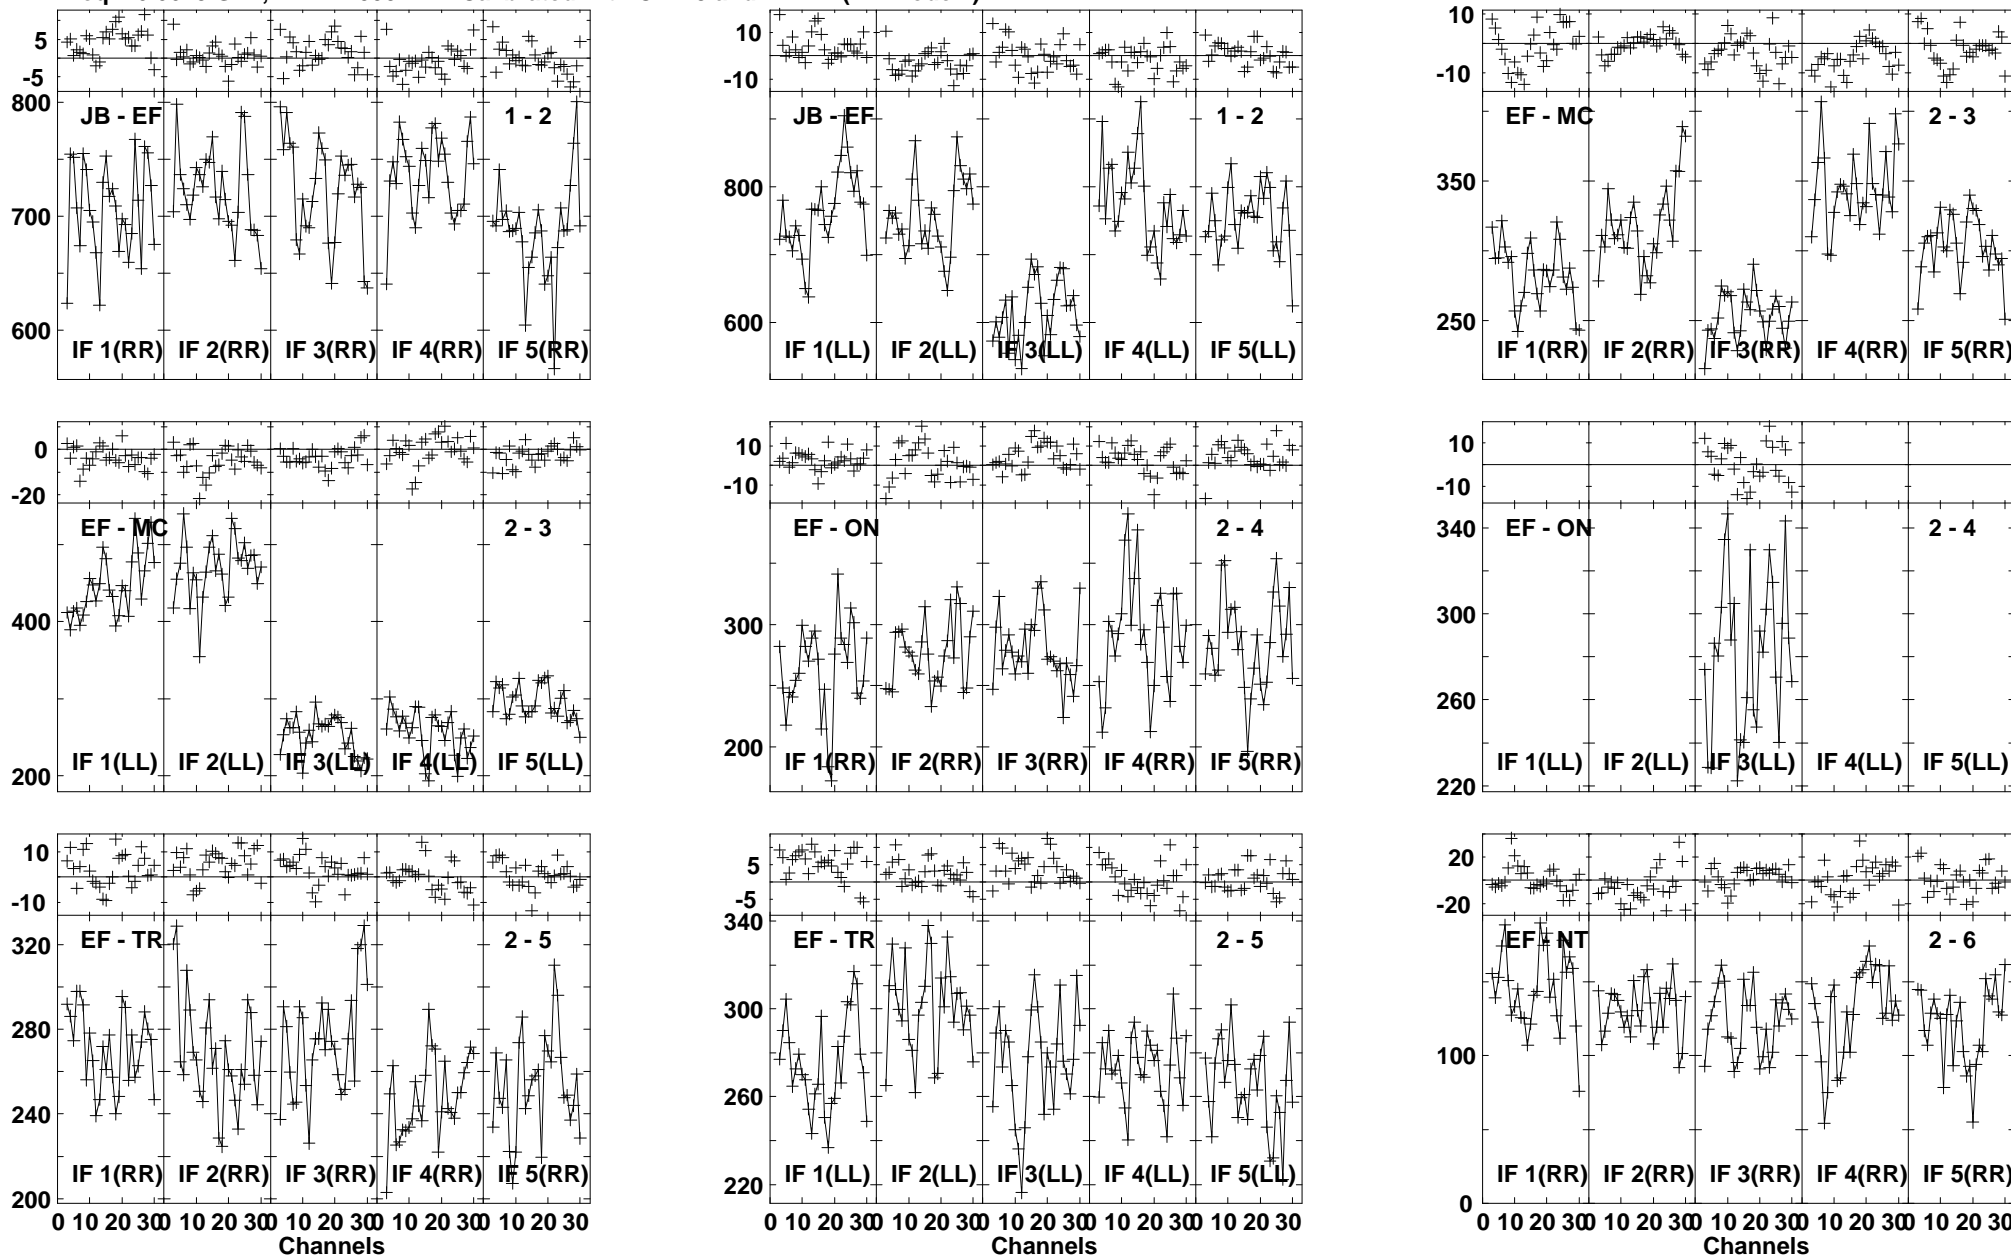 5
-5
800
700
600
JB - EF
1 - 2
IF 1(RR)
IF 2(RR)
IF 3(RR)
IF 4(RR)
IF 5(RR)
10
-10
800
600
JB - EF
1 - 2
IF 1(LL)
IF 2(LL)
IF 3(LL)
IF 4(LL)
IF 5(LL)
10
-10
350
250
EF - MC
2 - 3
IF 1(RR)
IF 2(RR)
IF 3(RR)
IF 4(RR)
IF 5(RR)
0
-20
400
200
EF - MC
2 - 3
IF 1(LL)
IF 2(LL)
IF 3(LL)
IF 4(LL)
IF 5(LL)
10
-10
300
200
EF - ON
2 - 4
IF 1(RR)
IF 2(RR)
IF 3(RR)
IF 4(RR)
IF 5(RR)
10
-10
340
300
260
220
EF - ON
2 - 4
IF 1(LL)
IF 2(LL)
IF 3(LL)
IF 4(LL)
IF 5(LL)
10
-10
320
280
240
200
EF - TR
2 - 5
IF 1(RR)
IF 2(RR)
IF 3(RR)
IF 4(RR)
IF 5(RR)
0 10 20 30 0 10 20 30 0 10 20 30 0 10 20 30 0 10 20 30
Channels
5
-5
340
300
260
220
EF - TR
2 - 5
IF 1(LL)
IF 2(LL)
IF 3(LL)
IF 4(LL)
IF 5(LL)
0 10 20 30 0 10 20 30 0 10 20 30 0 10 20 30 0 10 20 30
Channels
20
-20
100
0
EF - NT
2 - 6
IF 1(RR)
IF 2(RR)
IF 3(RR)
IF 4(RR)
IF 5(RR)
0 10 20 30 0 10 20 30 0 10 20 30 0 10 20 30 0 10 20 30
Channels